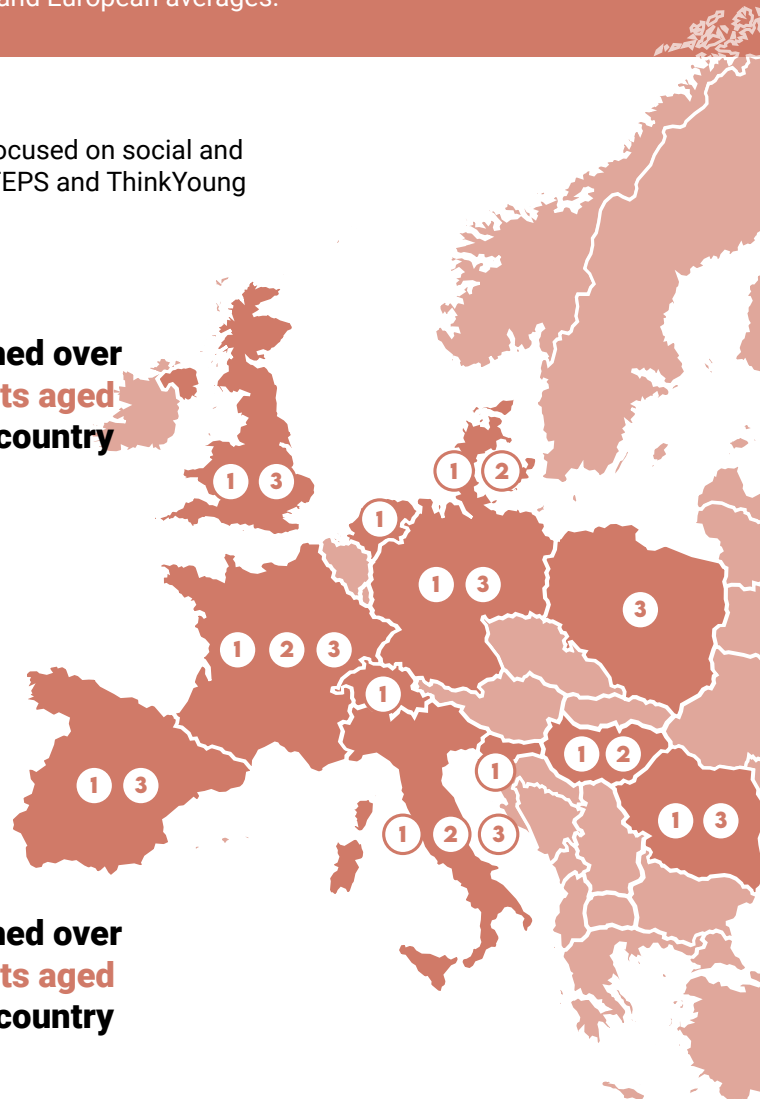 and European averages.
ocused on social and
EPS and ThinkYoung
ned over
ts aged
country
1 2
1 3
1
1 3
3
1 2 3
1
1 2
1
1 3
1 3
1 2 3
ned over
ts aged
country